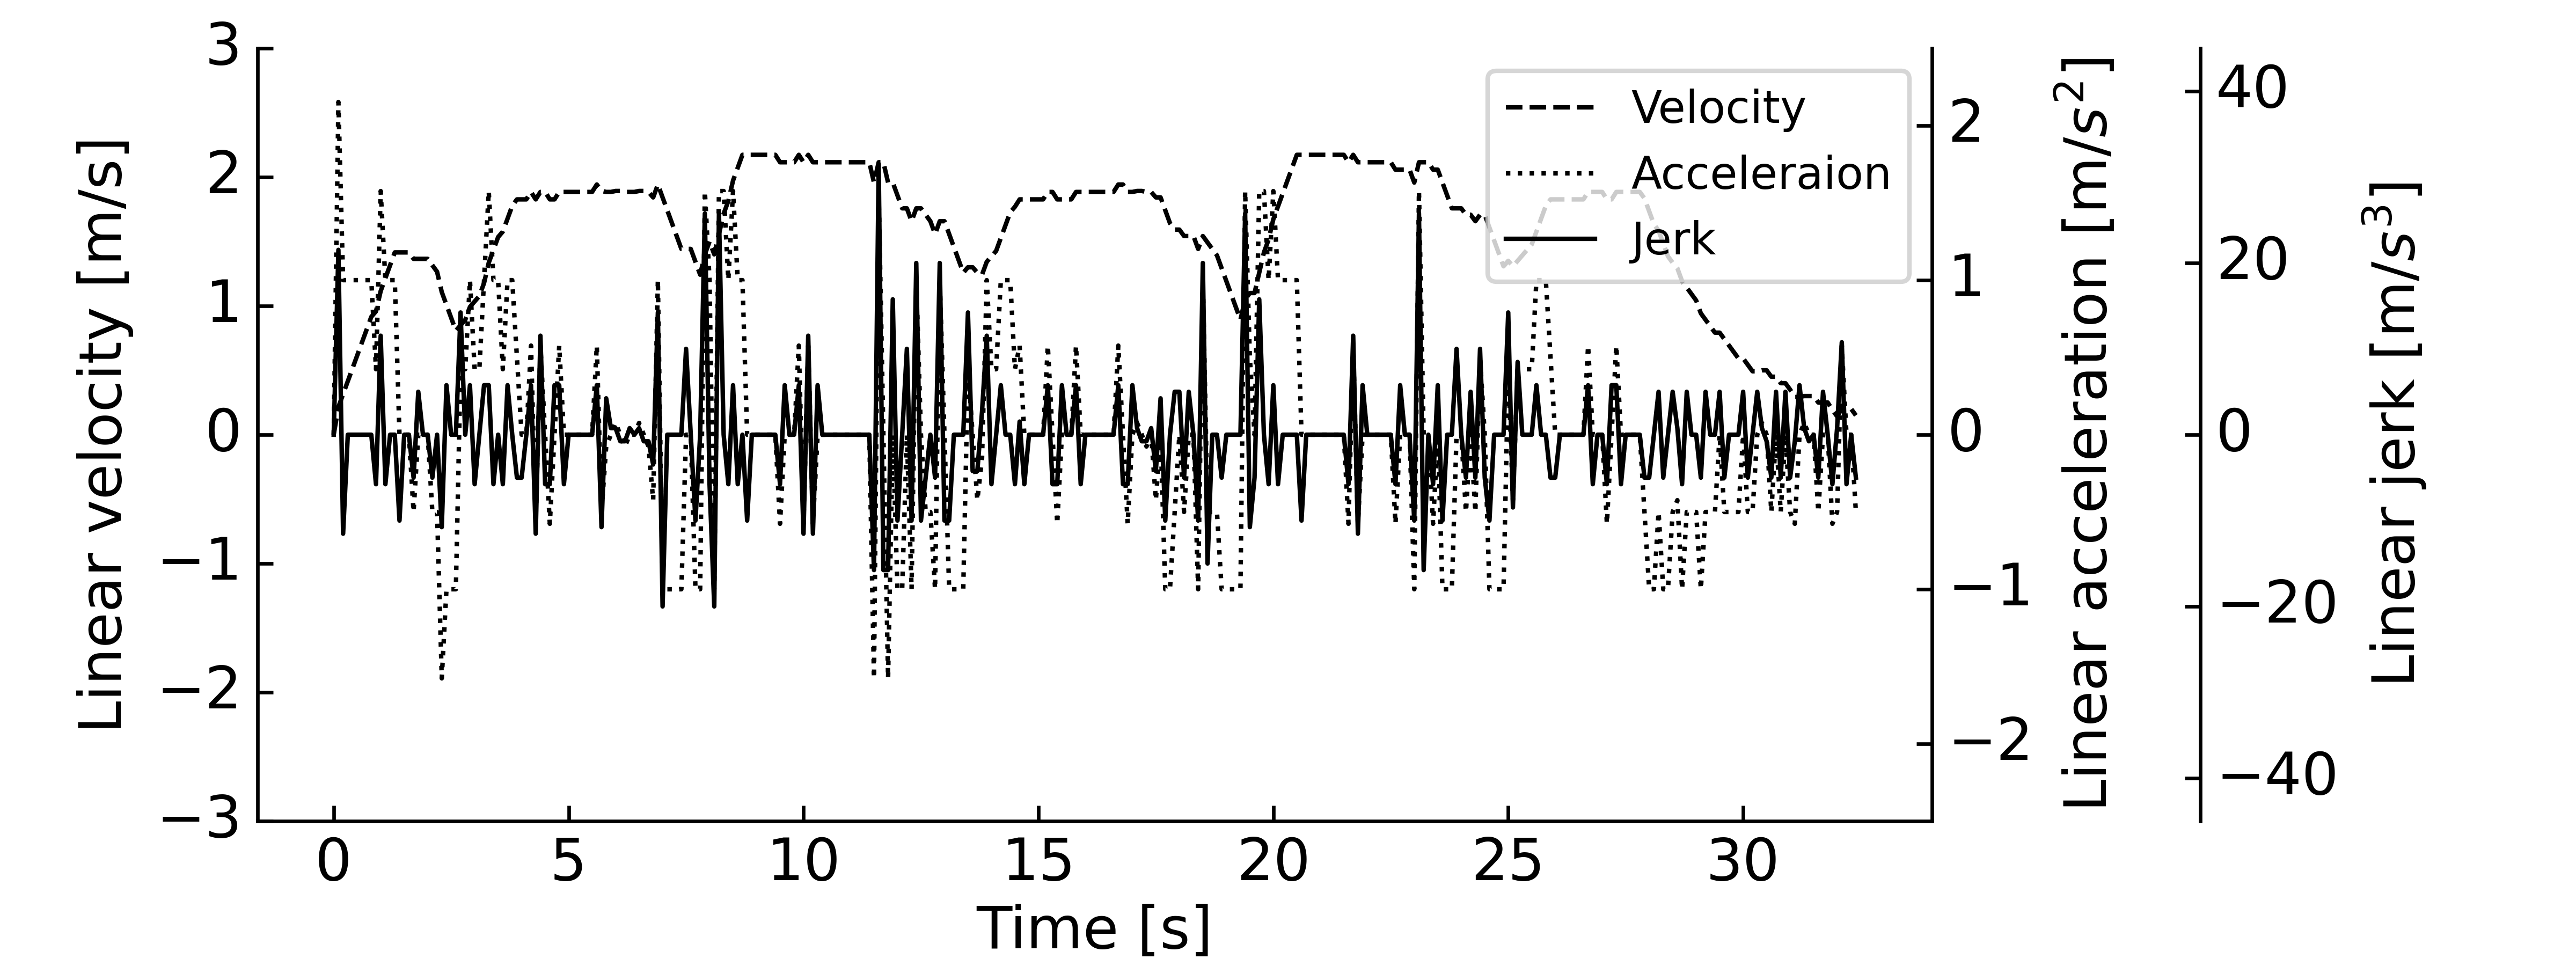 3
2
1
0
−1
−2
−3
Linear velocity [m/s]
0 5 10 15 20 25 30
Time [s]
Velocity
Acceleraion
Jerk
2
1
0
−1
−2
Linear acceleration [m/s²]
40
20
0
−20
−40
Linear jerk [m/s³]